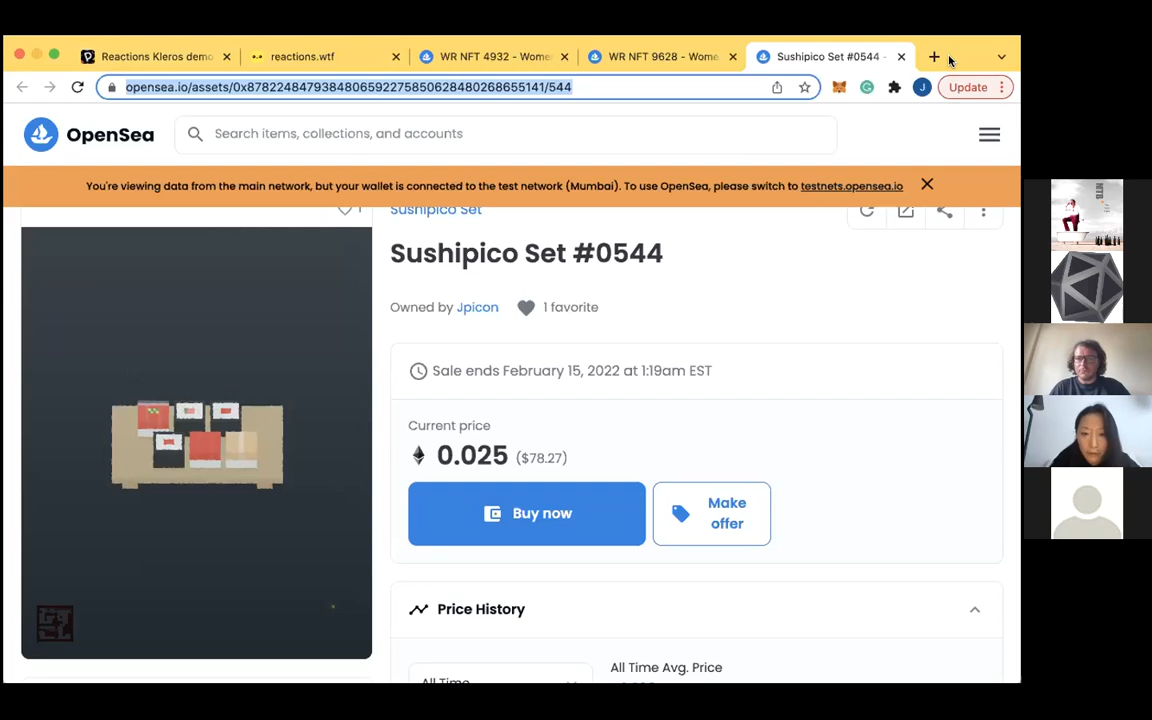 Reactions Kleros demo
reactions.wtf
WR NFT 4932 - Wome
WR NFT 9628 - Wome
Sushipico Set #0544 -
opensea.io/assets/0x8782248479384806592275850628480268655141/544
J
Update
OpenSea
Search items, collections, and accounts
You're viewing data from the main network, but your wallet is connected to the test network (Mumbai). To use OpenSea, please switch to testnets.opensea.io
Sushipico Set
Sushipico Set #0544
Owned by Jpicon
1 favorite
Sale ends February 15, 2022 at 1:19am EST
Current price
0.025 ($78.27)
Buy now
Make
offer
Price History
All Time
All Time Avg. Price